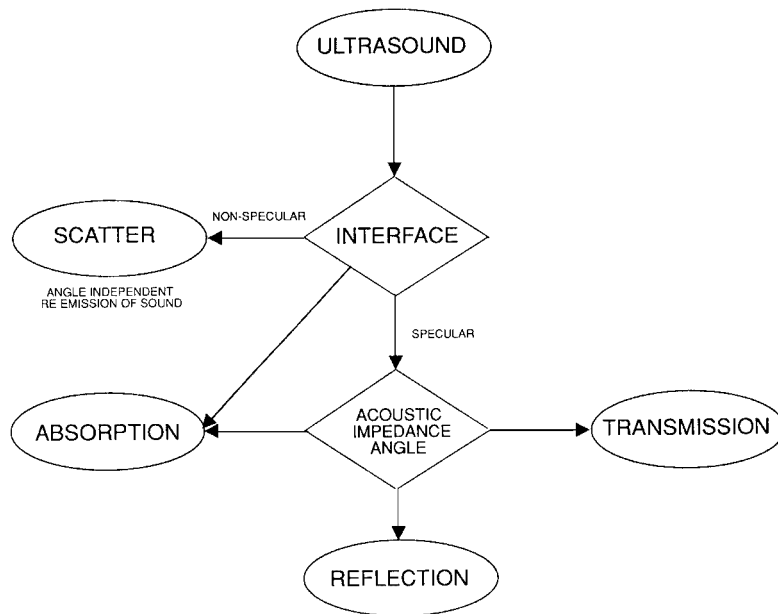 ULTRASOUND
NON-SPECULAR
SCATTER
INTERFACE
ANGLE INDEPENDENT
RE EMISSION OF SOUND
SPECULAR
ABSORPTION
ACOUSTIC
IMPEDANCE
ANGLE
TRANSMISSION
REFLECTION